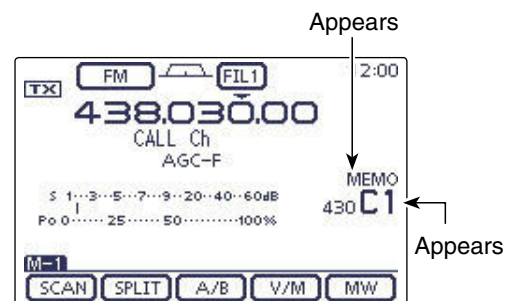 Appears
TX FM FIL1 12:00
438.030.00
CALL Ch
AGC-F
MEMO
S 1···3···5···7···9··20··40··60dB
430 C1
Po 0······25······50··········100%
Appears
M-1
SCAN SPLIT A/B V/M MW